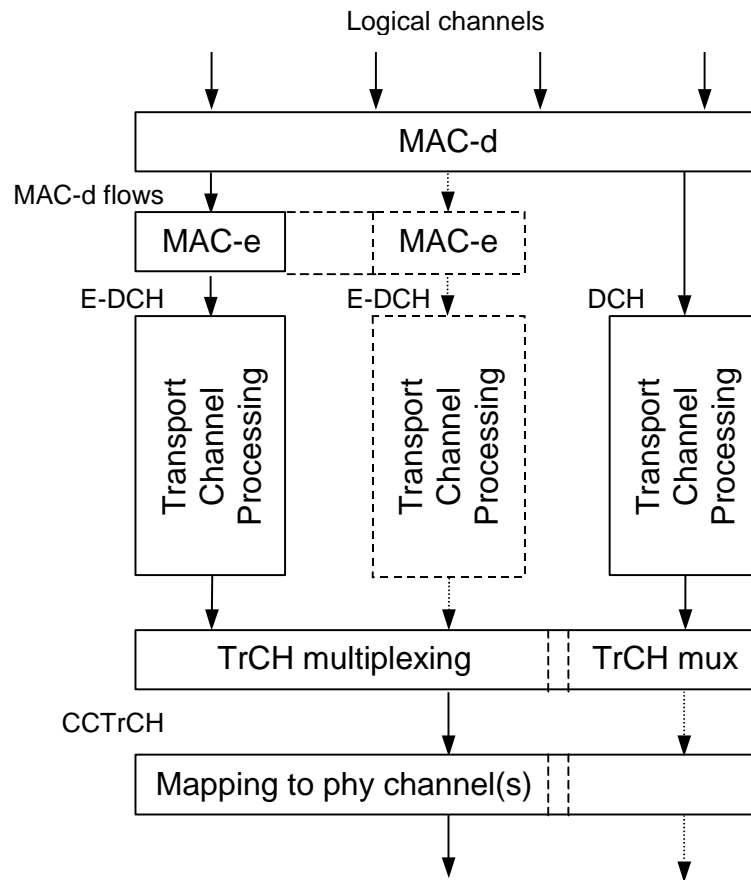 Logical channels
MAC-d
MAC-d flows
MAC-e
MAC-e
E-DCH
E-DCH
DCH
Transport
Channel
Processing
Transport
Channel
Processing
Transport
Channel
Processing
TrCH multiplexing
TrCH mux
CCTrCH
Mapping to phy channel(s)